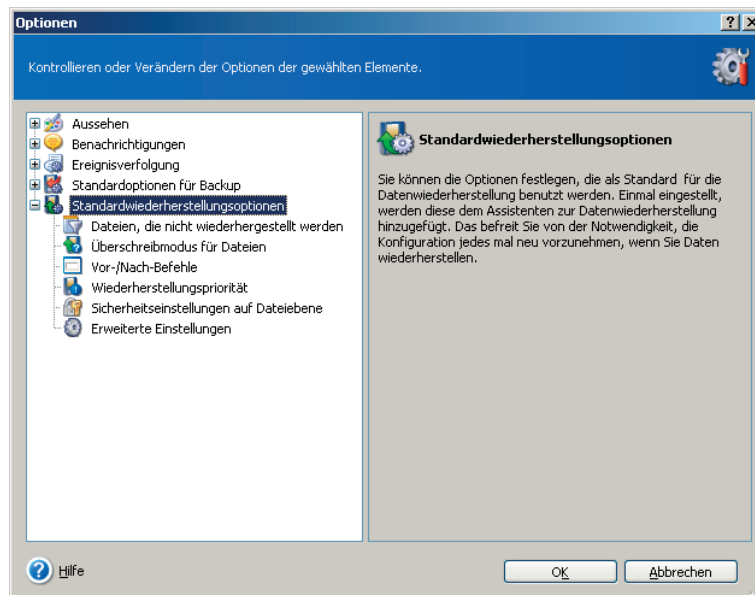 Optionen
Kontrollieren oder Verändern der Optionen der gewählten Elemente.
Aussehen
Benachrichtigungen
Ereignisverfolgung
Standardoptionen für Backup
Standardwiederherstellungsoptionen
Dateien, die nicht wiederhergestellt werden
Überschreibmodus für Dateien
Vor-/Nach-Befehle
Wiederherstellungspriorität
Sicherheitseinstellungen auf Dateiebene
Erweiterte Einstellungen
Standardwiederherstellungsoptionen
Sie können die Optionen festlegen, die als Standard für die
Datenwiederherstellung benutzt werden. Einmal eingestellt,
werden diese dem Assistenten zur Datenwiederherstellung
hinzugefügt. Das befreit Sie von der Notwendigkeit, die
Konfiguration jedes mal neu vorzunehmen, wenn Sie Daten
wiederherstellen.
Hilfe
OK
Abbrechen